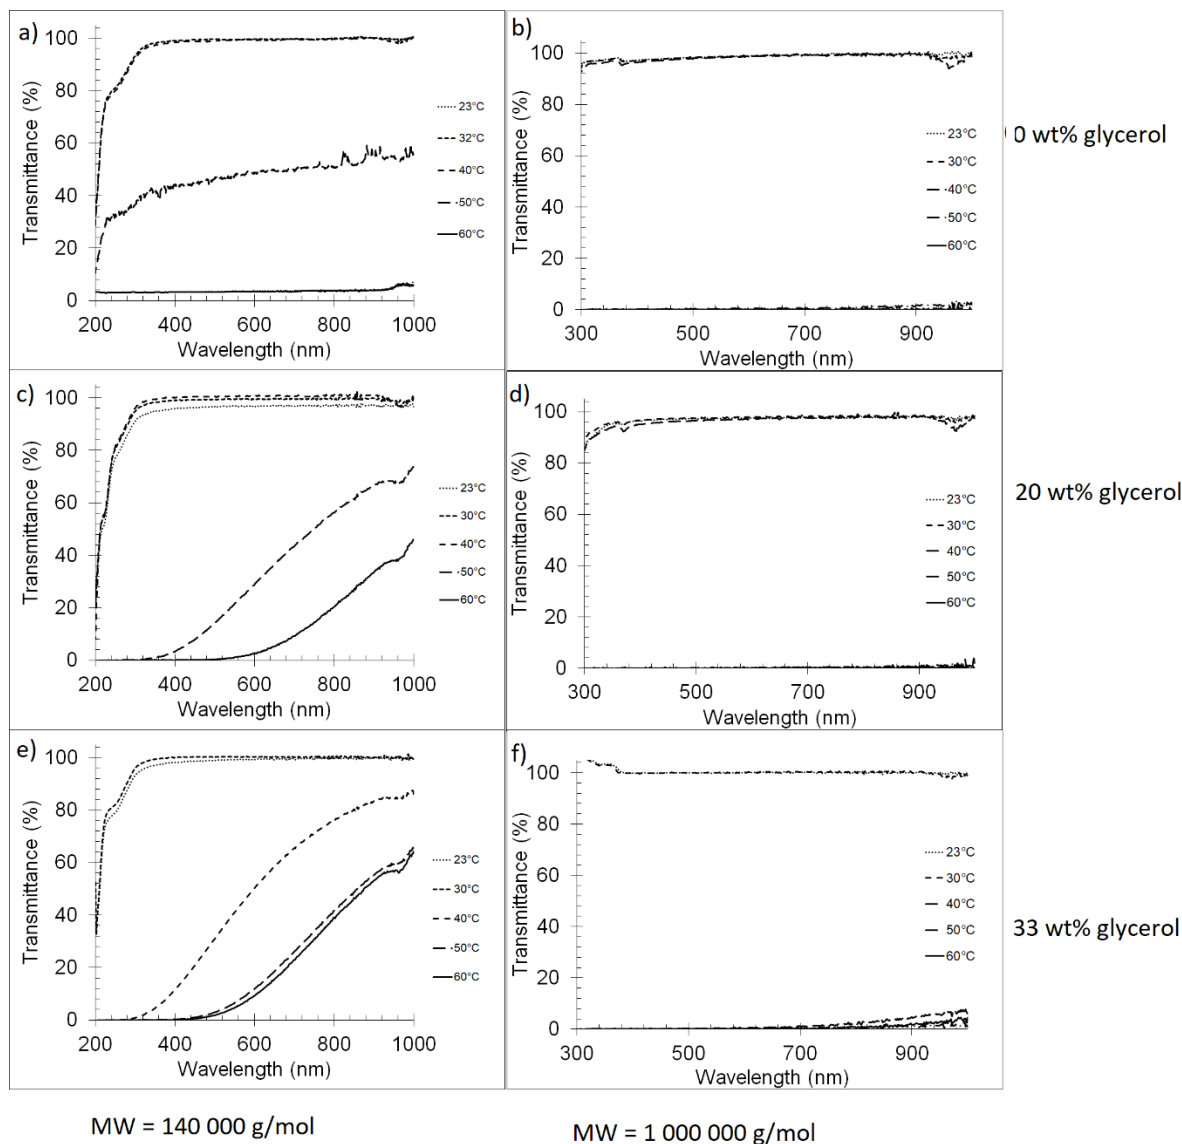 a)
Transmittance (%)
100
80
60
40
20
0
200
400
600
800
1000
Wavelength (nm)
23°C
32°C
40°C
50°C
60°C
b)
Transmittance (%)
100
80
60
40
20
0
300
500
700
900
Wavelength (nm)
23°C
30°C
40°C
50°C
60°C
0 wt% glycerol
c)
Transmittance (%)
100
80
60
40
20
0
200
400
600
800
1000
Wavelength (nm)
23°C
30°C
40°C
50°C
60°C
d)
Transmittance (%)
100
80
60
40
20
0
300
500
700
900
Wavelength (nm)
23°C
30°C
40°C
50°C
60°C
20 wt% glycerol
e)
Transmittance (%)
100
80
60
40
20
0
200
400
600
800
1000
Wavelength (nm)
23°C
30°C
40°C
50°C
60°C
f)
Transmittance (%)
100
80
60
40
20
0
300
500
700
900
Wavelength (nm)
23°C
30°C
40°C
50°C
60°C
33 wt% glycerol
MW = 140 000 g/mol
MW = 1 000 000 g/mol